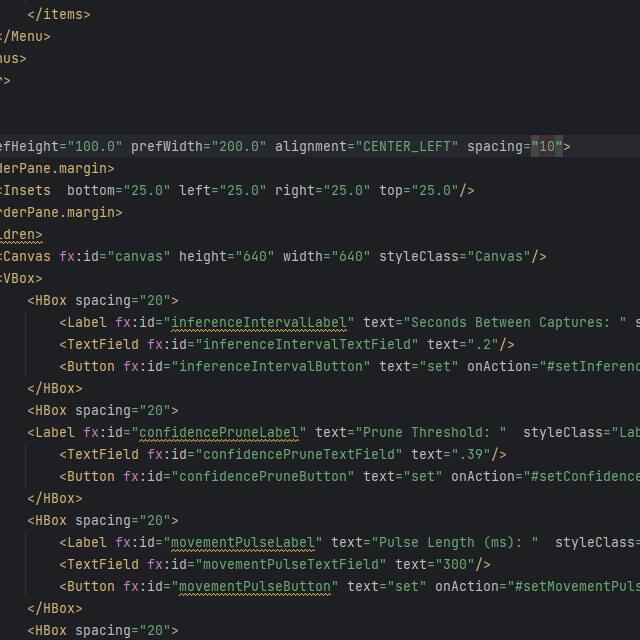 </items>
</Menu>
nus>
r>
efHeight="100.0" prefWidth="200.0" alignment="CENTER_LEFT" spacing="10">
derPane.margin>
<Insets  bottom="25.0" left="25.0" right="25.0" top="25.0"/>
rderPane.margin>
ldren>
<Canvas fx:id="canvas" height="640" width="640" styleClass="Canvas"/>
<VBox>
<HBox spacing="20">
<Label fx:id="inferenceIntervalLabel" text="Seconds Between Captures: " s
<TextField fx:id="inferenceIntervalTextField" text=".2"/>
<Button fx:id="inferenceIntervalButton" text="set" onAction="#setInferenc
</HBox>
<HBox spacing="20">
<Label fx:id="confidencePruneLabel" text="Prune Threshold: "  styleClass="Lab
<TextField fx:id="confidencePruneTextField" text=".39"/>
<Button fx:id="confidencePruneButton" text="set" onAction="#setConfidence
</HBox>
<HBox spacing="20">
<Label fx:id="movementPulseLabel" text="Pulse Length (ms): "  styleClass=
<TextField fx:id="movementPulseTextField" text="300"/>
<Button fx:id="movementPulseButton" text="set" onAction="#setMovementPuls
</HBox>
<HBox spacing="20">